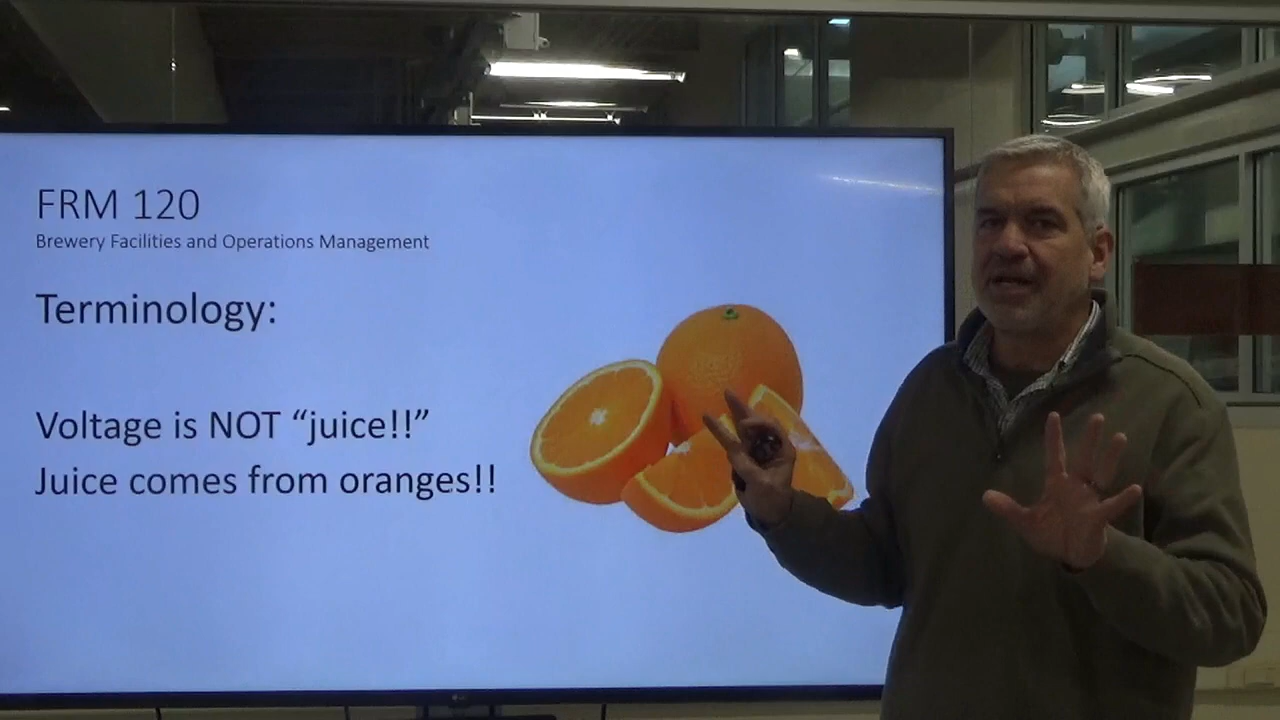 FRM 120
Brewery Facilities and Operations Management
Terminology:
Voltage is NOT “juice!!”
Juice comes from oranges!!